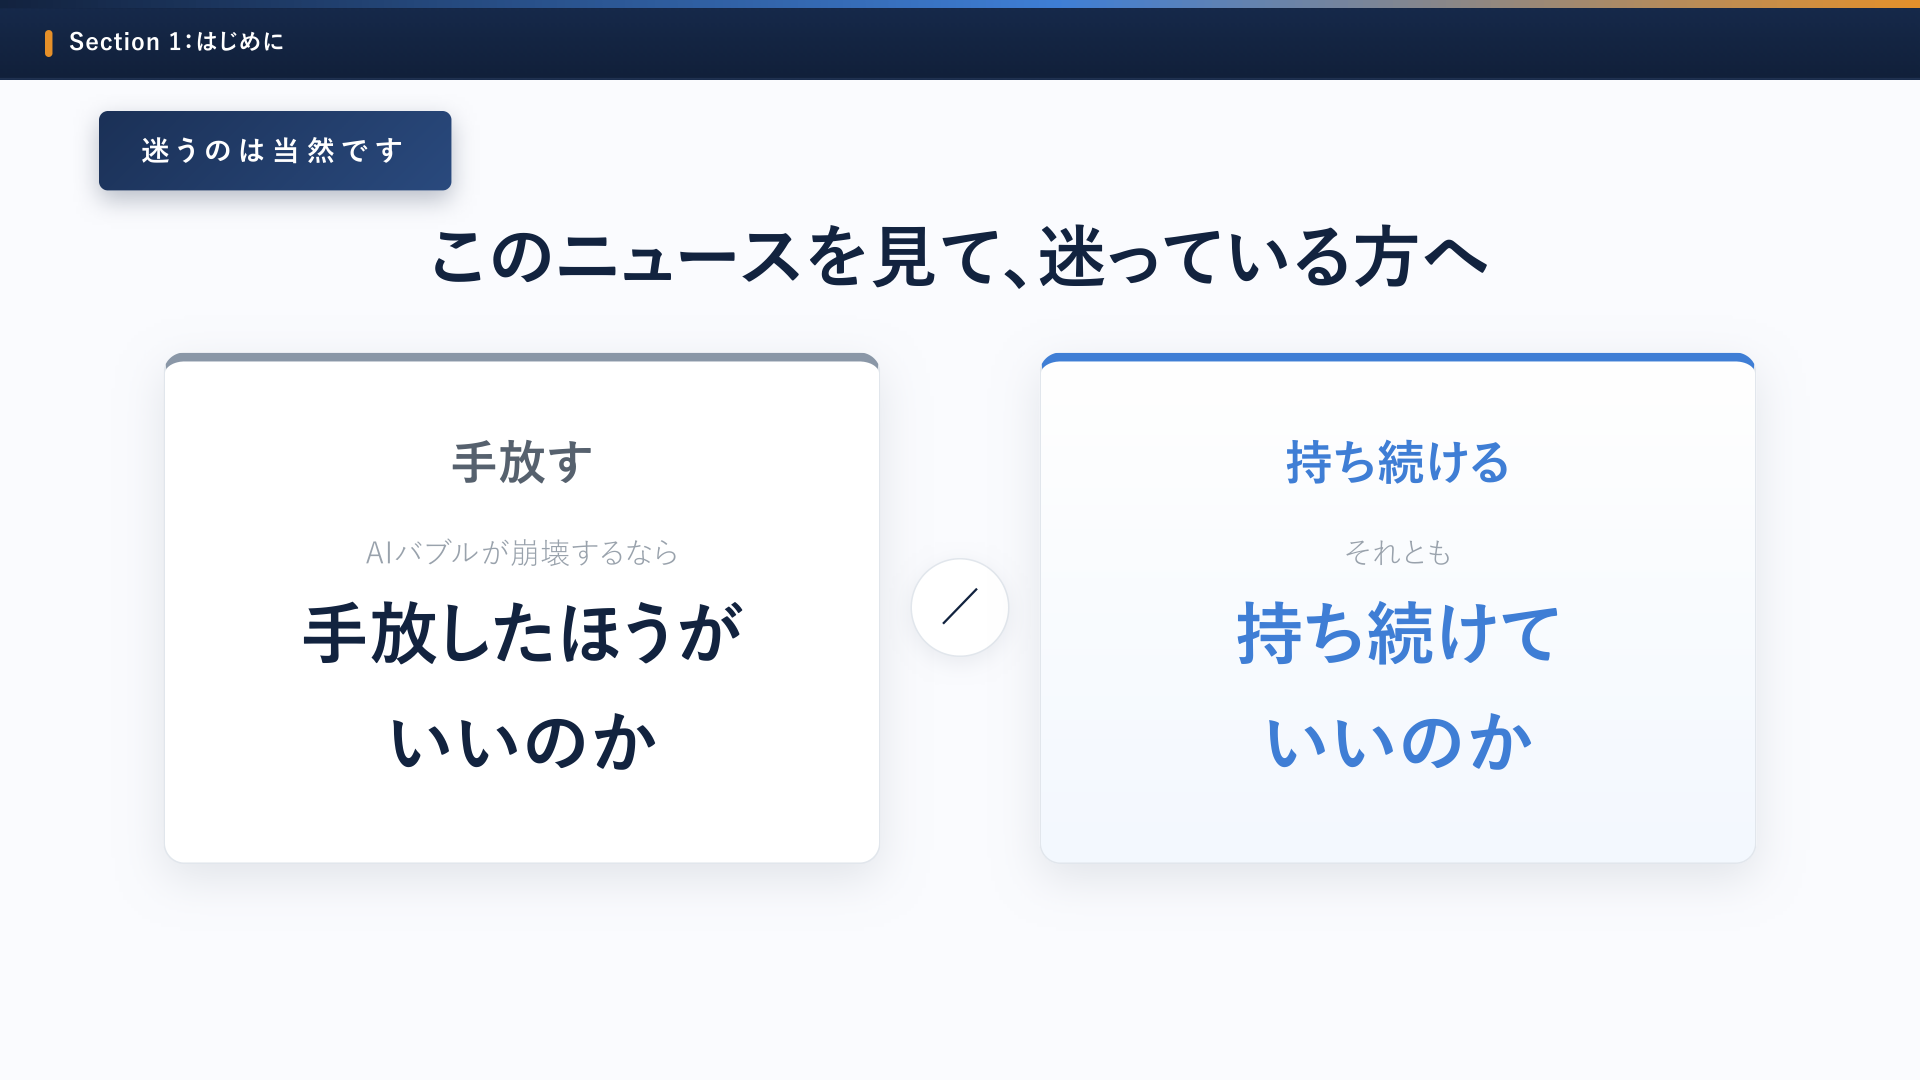 Section 1：はじめに
迷うのは当然です
このニュースを見て、迷っている方へ
手放す
AIバブルが崩壊するなら
手放したほうが
いいのか
／
持ち続ける
それとも
持ち続けて
いいのか